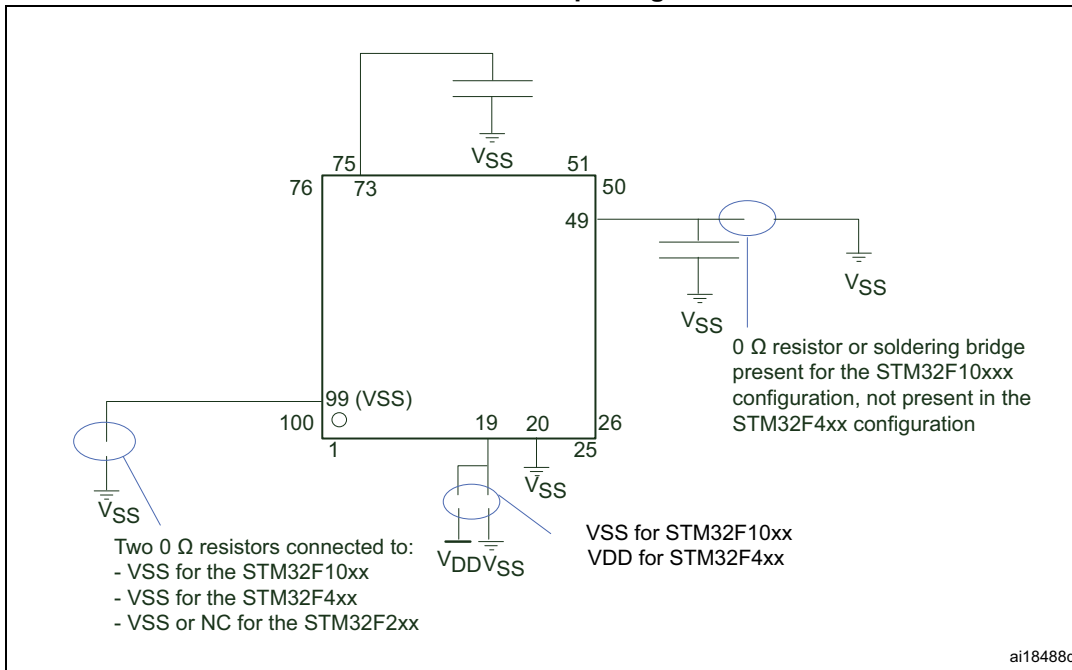 VSS
75
51
76
73
50
49
VSS
VSS
0 Ω resistor or soldering bridge
present for the STM32F10xxx
configuration, not present in the
STM32F4xx configuration
99 (VSS)
100
19
20
26
1
25
VSS
VSS
Two 0 Ω resistors connected to:
- VSS for the STM32F10xx
- VSS for the STM32F4xx
- VSS or NC for the STM32F2xx
VDD VSS
VSS for STM32F10xx
VDD for STM32F4xx
ai18488c